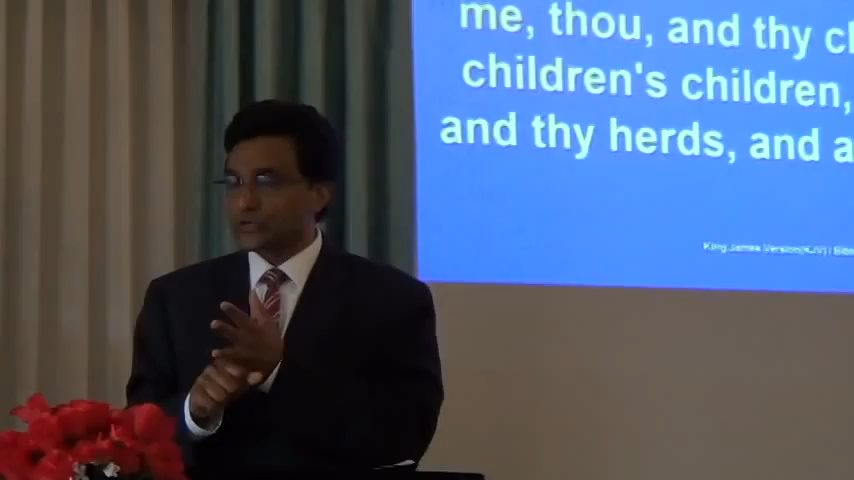 me, thou, and thy
children's children,
and thy herds, and
King James Version(KJV) |